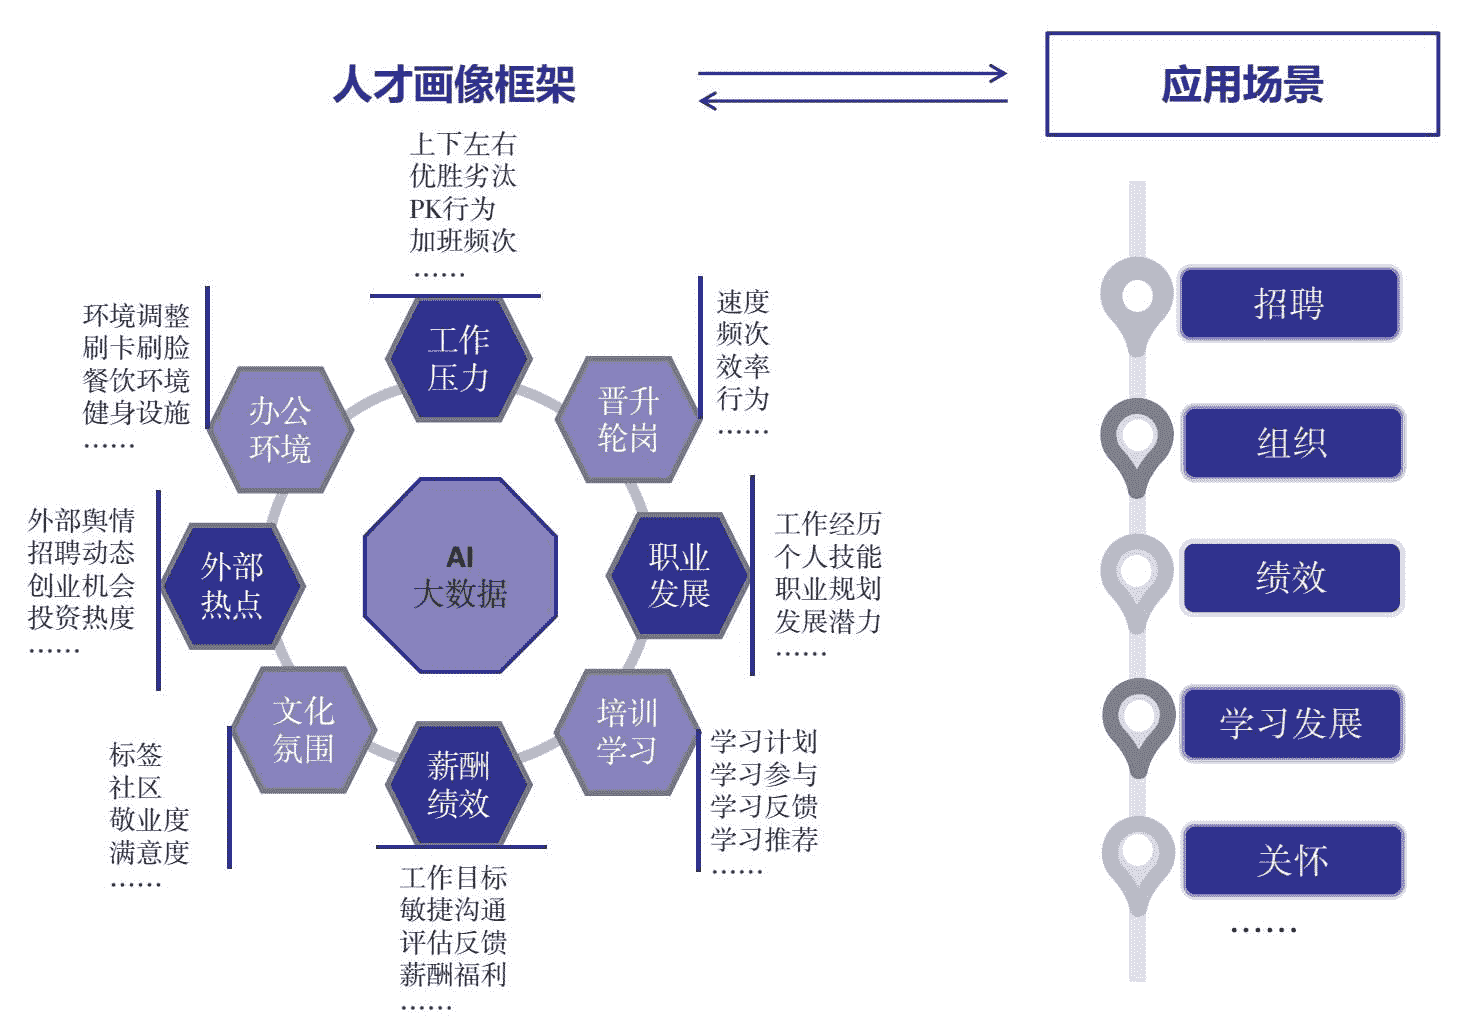 人才画像框架
应用场景
上下左右
优胜劣汰
PK行为
加班频次
……
工作
压力
速度
频次
效率
行为
……
晋升
轮岗
工作经历
个人技能
职业规划
发展潜力
……
职业
发展
学习计划
学习参与
学习反馈
学习推荐
……
培训
学习
薪酬
绩效
工作目标
敏捷沟通
评估反馈
薪酬福利
……
文化
氛围
标签
社区
敬业度
满意度
……
外部
热点
外部舆情
招聘动态
创业机会
投资热度
……
办公
环境
环境调整
刷卡刷脸
餐饮环境
健身设施
……
AI
大数据
招聘
组织
绩效
学习发展
关怀
……